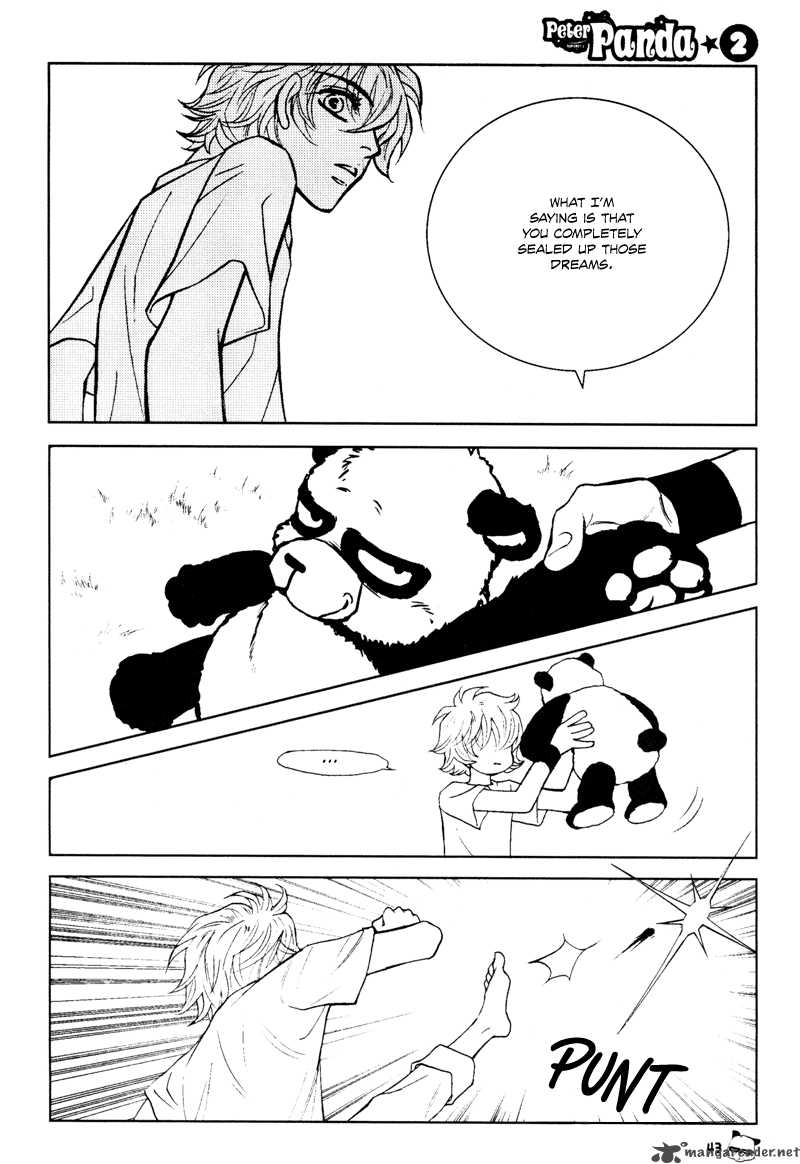 Peter
Panda ★ 2
WHAT I'M
SAYING IS THAT
YOU COMPLETELY
SEALED UP THOSE
DREAMS.
...
PUNT
43
mangareader.net